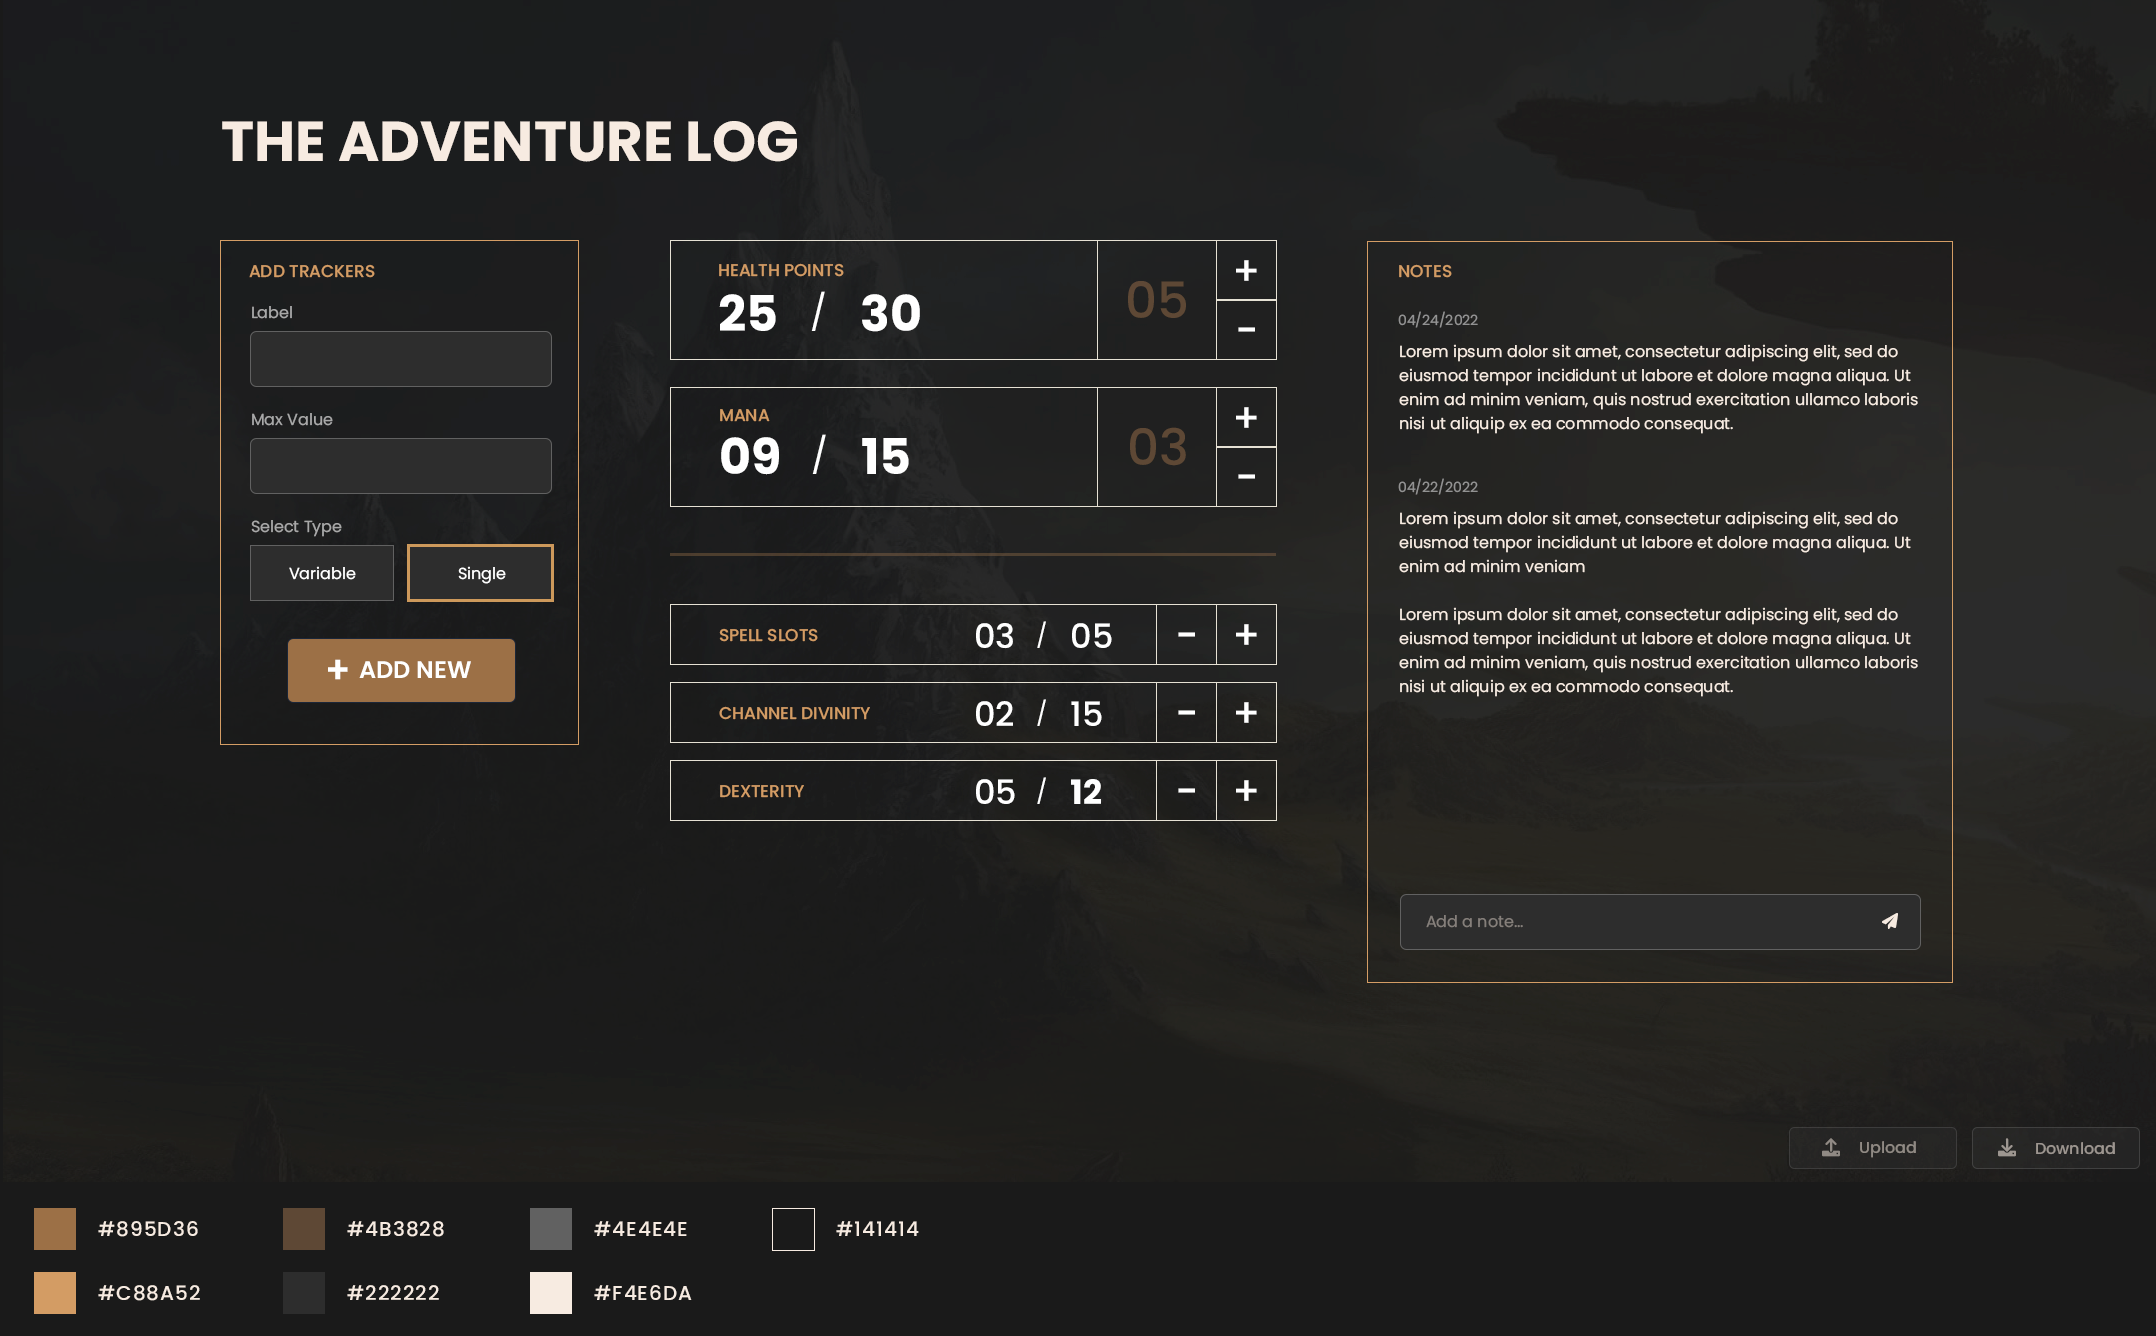 THE ADVENTURE LOG
ADD TRACKERS
Label
Max Value
Select Type
Variable
Single
+ ADD NEW
HEALTH POINTS
25 / 30
05
+
-
MANA
09 / 15
03
+
-
SPELL SLOTS 03 / 05 - +
CHANNEL DIVINITY 02 / 15 - +
DEXTERITY 05 / 12 - +
NOTES
04/24/2022
Lorem ipsum dolor sit amet, consectetur adipiscing elit, sed do
eiusmod tempor incididunt ut labore et dolore magna aliqua. Ut
enim ad minim veniam, quis nostrud exercitation ullamco laboris
nisi ut aliquip ex ea commodo consequat.
04/22/2022
Lorem ipsum dolor sit amet, consectetur adipiscing elit, sed do
eiusmod tempor incididunt ut labore et dolore magna aliqua. Ut
enim ad minim veniam
Lorem ipsum dolor sit amet, consectetur adipiscing elit, sed do
eiusmod tempor incididunt ut labore et dolore magna aliqua. Ut
enim ad minim veniam, quis nostrud exercitation ullamco laboris
nisi ut aliquip ex ea commodo consequat.
Add a note...
Upload
Download
#895D36
#4B3828
#4E4E4E
#141414
#C88A52
#222222
#F4E6DA